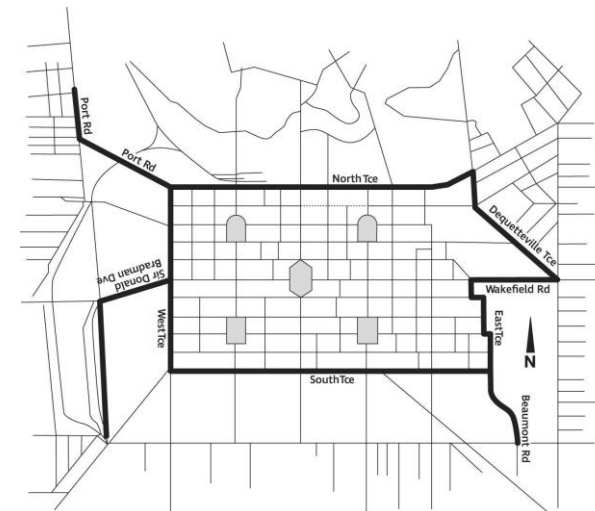 Port Rd
Port Rd
North Tce
Dequetteville Tce
Sir Donald
Bradman Dve
Wakefield Rd
West Tce
East Tce
N
South Tce
Beaumont Rd